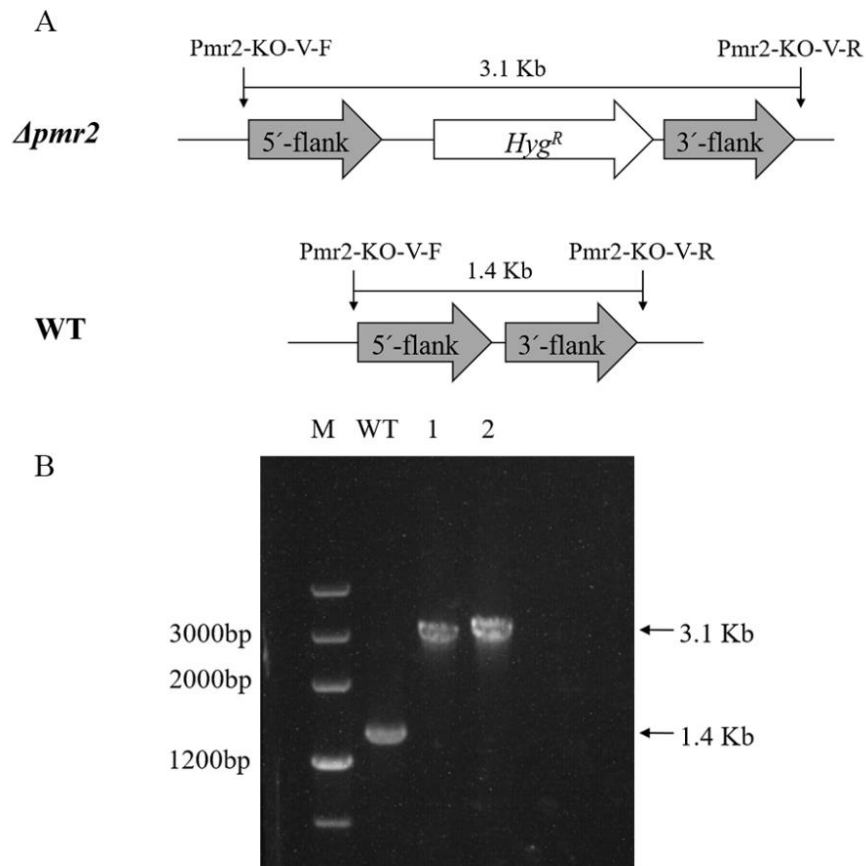 A
Pmr2-KO-V-F Pmr2-KO-V-R
3.1 Kb
Δpmr2 5´-flank Hyg^R 3´-flank
Pmr2-KO-V-F Pmr2-KO-V-R
1.4 Kb
WT 5´-flank 3´-flank
M WT 1 2
B
3000bp 3.1 Kb
2000bp
1.4 Kb
1200bp